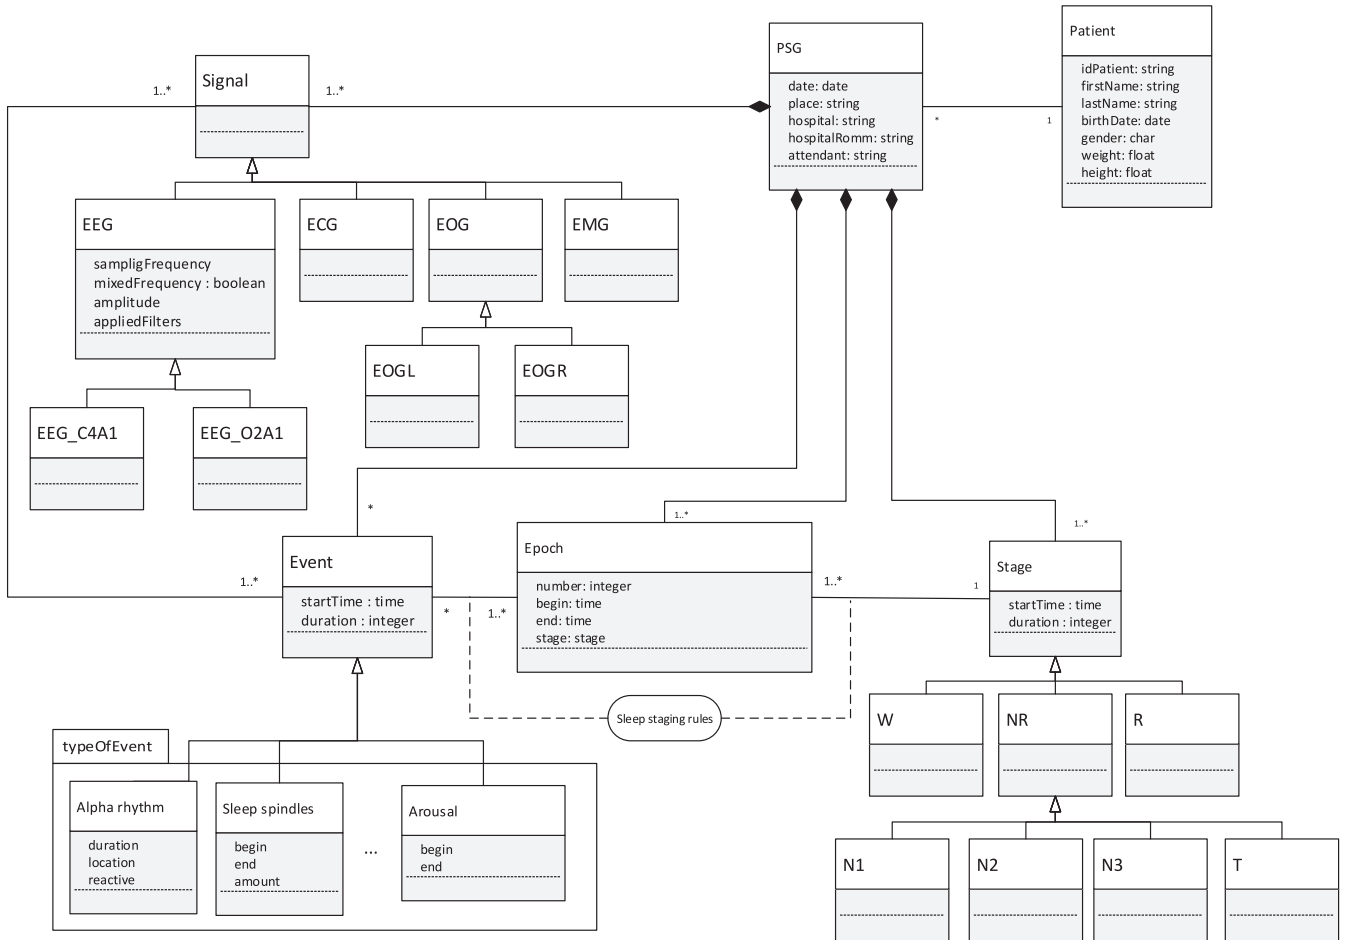 Patient
idPatient: string
firstName: string
lastName: string
birthDate: date
gender: char
weight: float
height: float
PSG
date: date
place: string
hospital: string
hospitalRomm: string
attendant: string
*
1
Signal
1..*
1..*
EEG
sampligFrequency
mixedFrequency : boolean
amplitude
appliedFilters
ECG
EOG
EMG
EOGL
EOGR
EEG_C4A1
EEG_O2A1
*
1..*
1..*
Event
startTime : time
duration : integer
1..*
*
1..*
Epoch
number: integer
begin: time
end: time
stage: stage
1..*
1
Stage
startTime : time
duration : integer
Sleep staging rules
W
NR
R
typeOfEvent
Alpha rhythm
duration
location
reactive
Sleep spindles
begin
end
amount
...
Arousal
begin
end
N1
N2
N3
T